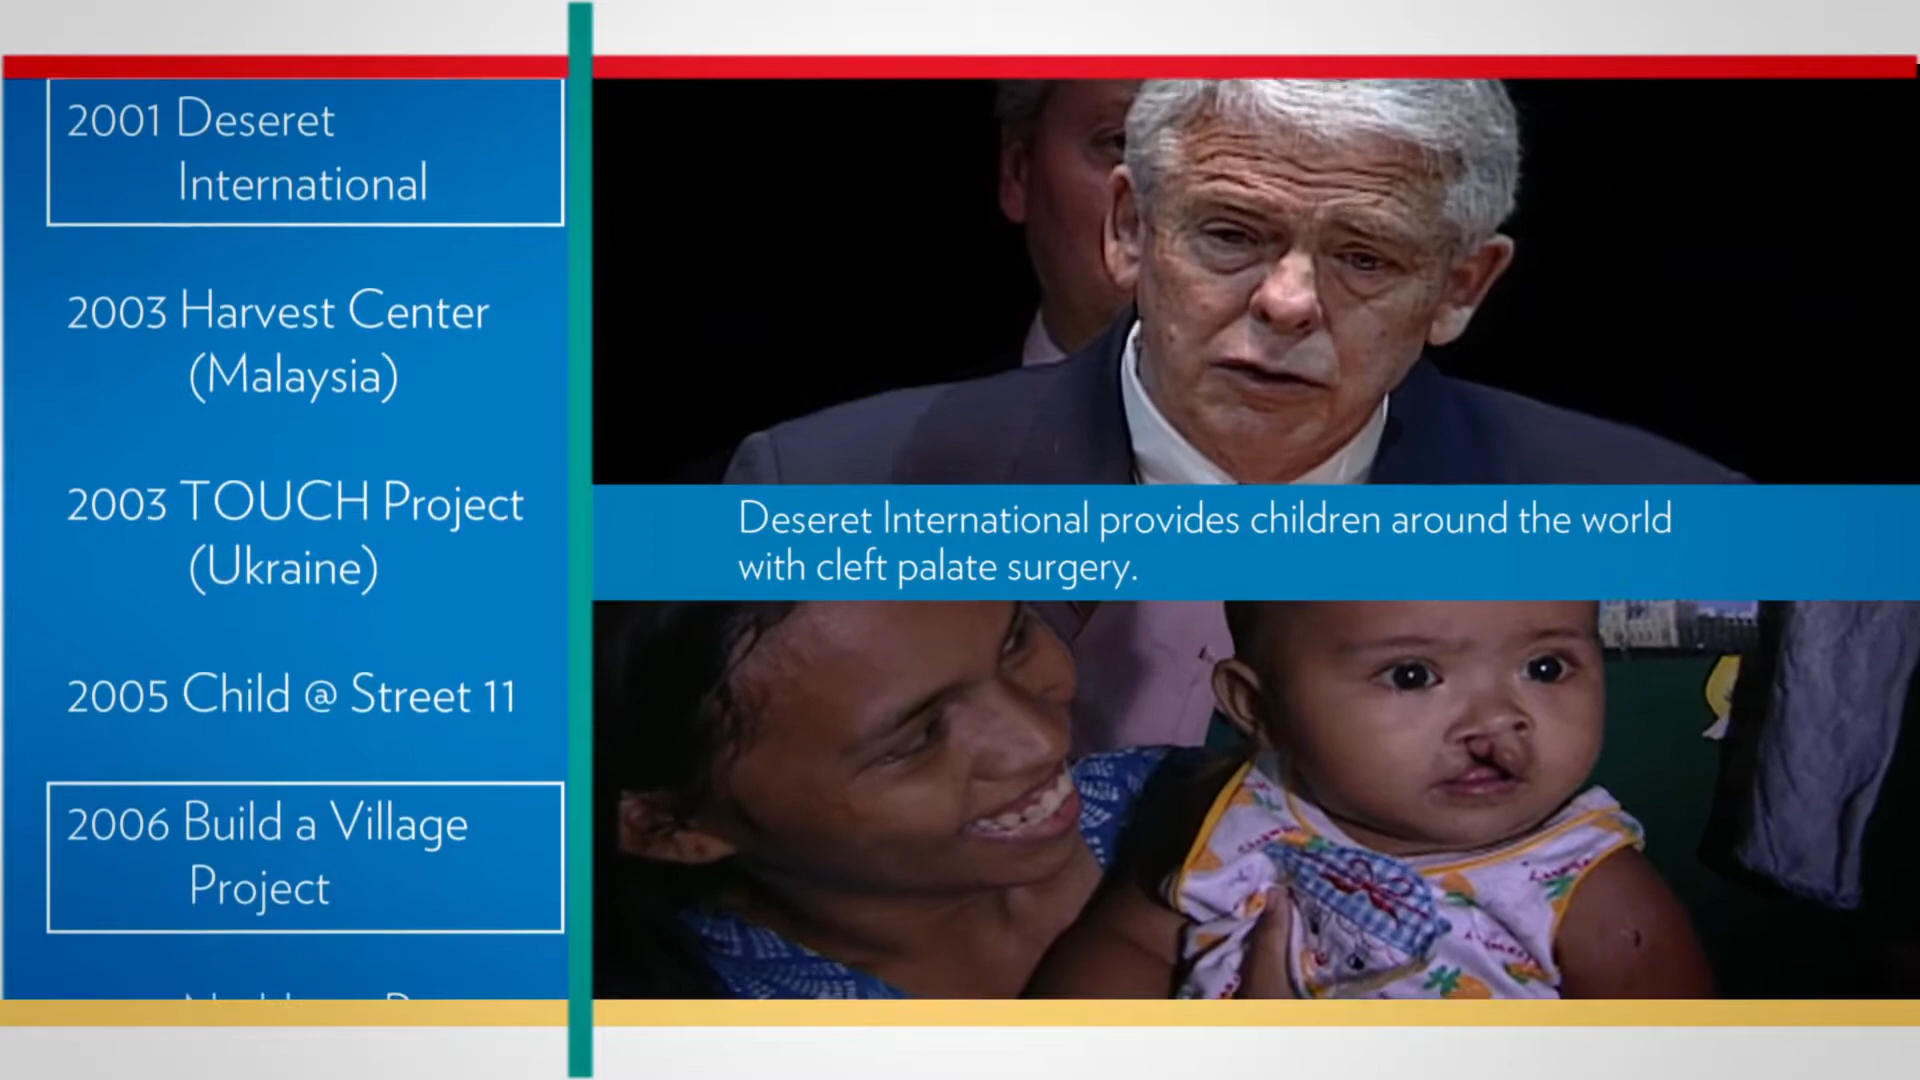 2001 Deseret
International
2003 Harvest Center
(Malaysia)
2003 TOUCH Project
(Ukraine)
2005 Child @ Street 11
2006 Build a Village
Project
Deseret International provides children around the world
with cleft palate surgery.